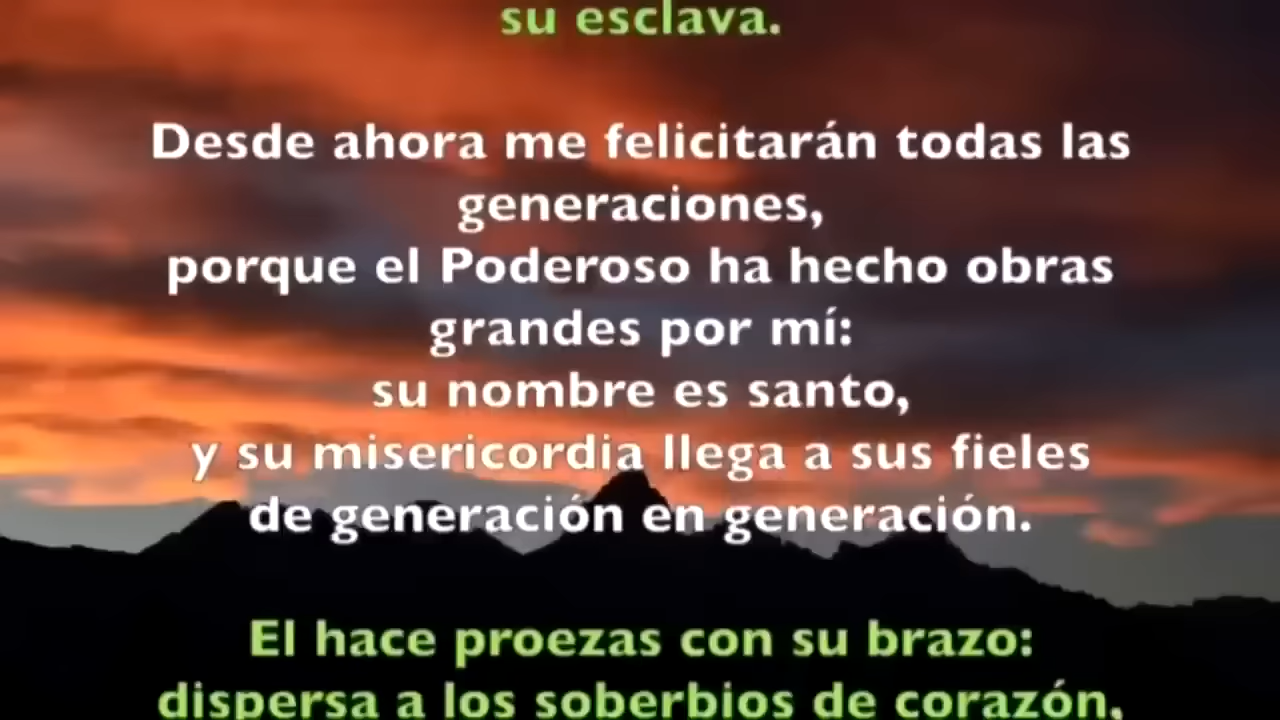 su esclava.
Desde ahora me felicitarán todas las
generaciones,
porque el Poderoso ha hecho obras
grandes por mí:
su nombre es santo,
y su misericordia llega a sus fieles
de generación en generación.
El hace proezas con su brazo:
dispersa a los soberbios de corazón,